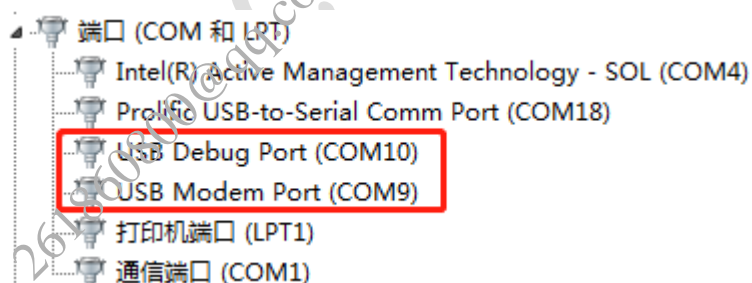 端口 (COM 和 LPT)
Intel(R) Active Management Technology - SOL (COM4)
Prolific USB-to-Serial Comm Port (COM18)
USB Debug Port (COM10)
USB Modem Port (COM9)
打印机端口 (LPT1)
通信端口 (COM1)